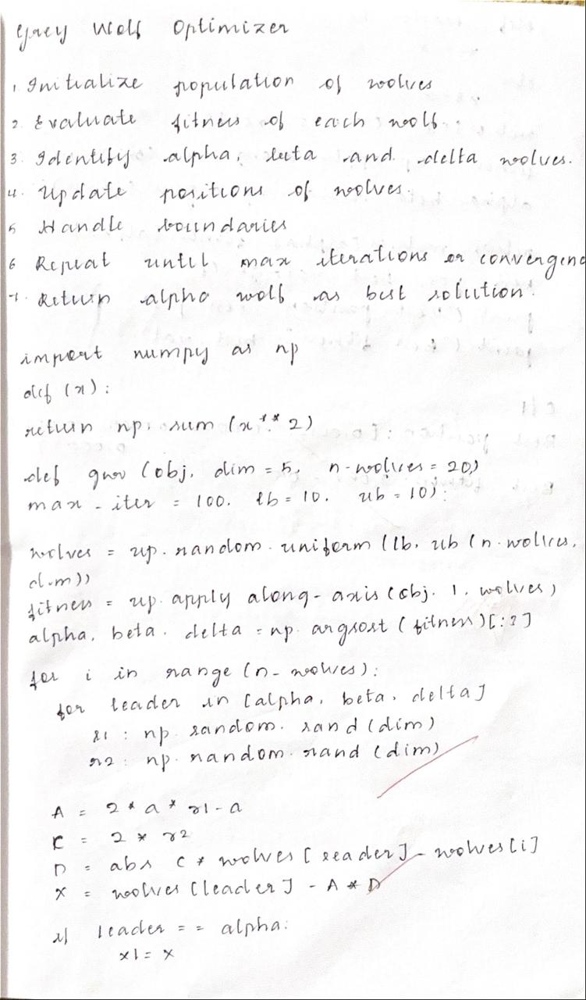 Grey Wolf Optimizer
1. Initialize population of wolves
2. Evaluate fitness of each wolf.
3. Identify alpha, beta and delta wolves.
4. Update positions of wolves.
5 Handle boundaries
6 Repeat until max iterations or convergenc
7. Return alpha wolf as best solution.
import numpy as np
def (x):
return np. sum (x ** 2)
def gwo (obj, dim = 5, n-wolves = 20,
max - iter = 100. lb = 10. ub = 10):
wolves = np. random. uniform (lb, ub (n. wolves,
dim))
fitness = np. apply along- axis (obj. 1. wolves)
alpha, beta. delta = np. argsort (fitness)[:3]
for i in range (n- wolves):
for leader in [alpha, beta, delta]
r1 : np. random. rand (dim)
r2 : np. random. rand (dim)
A = 2 * a * r1 - a
C = 2 * r2
D = abs C * wolves [leader] - wolves [i]
X = wolves [leader] - A * D
if leader = = alpha:
x1 = X